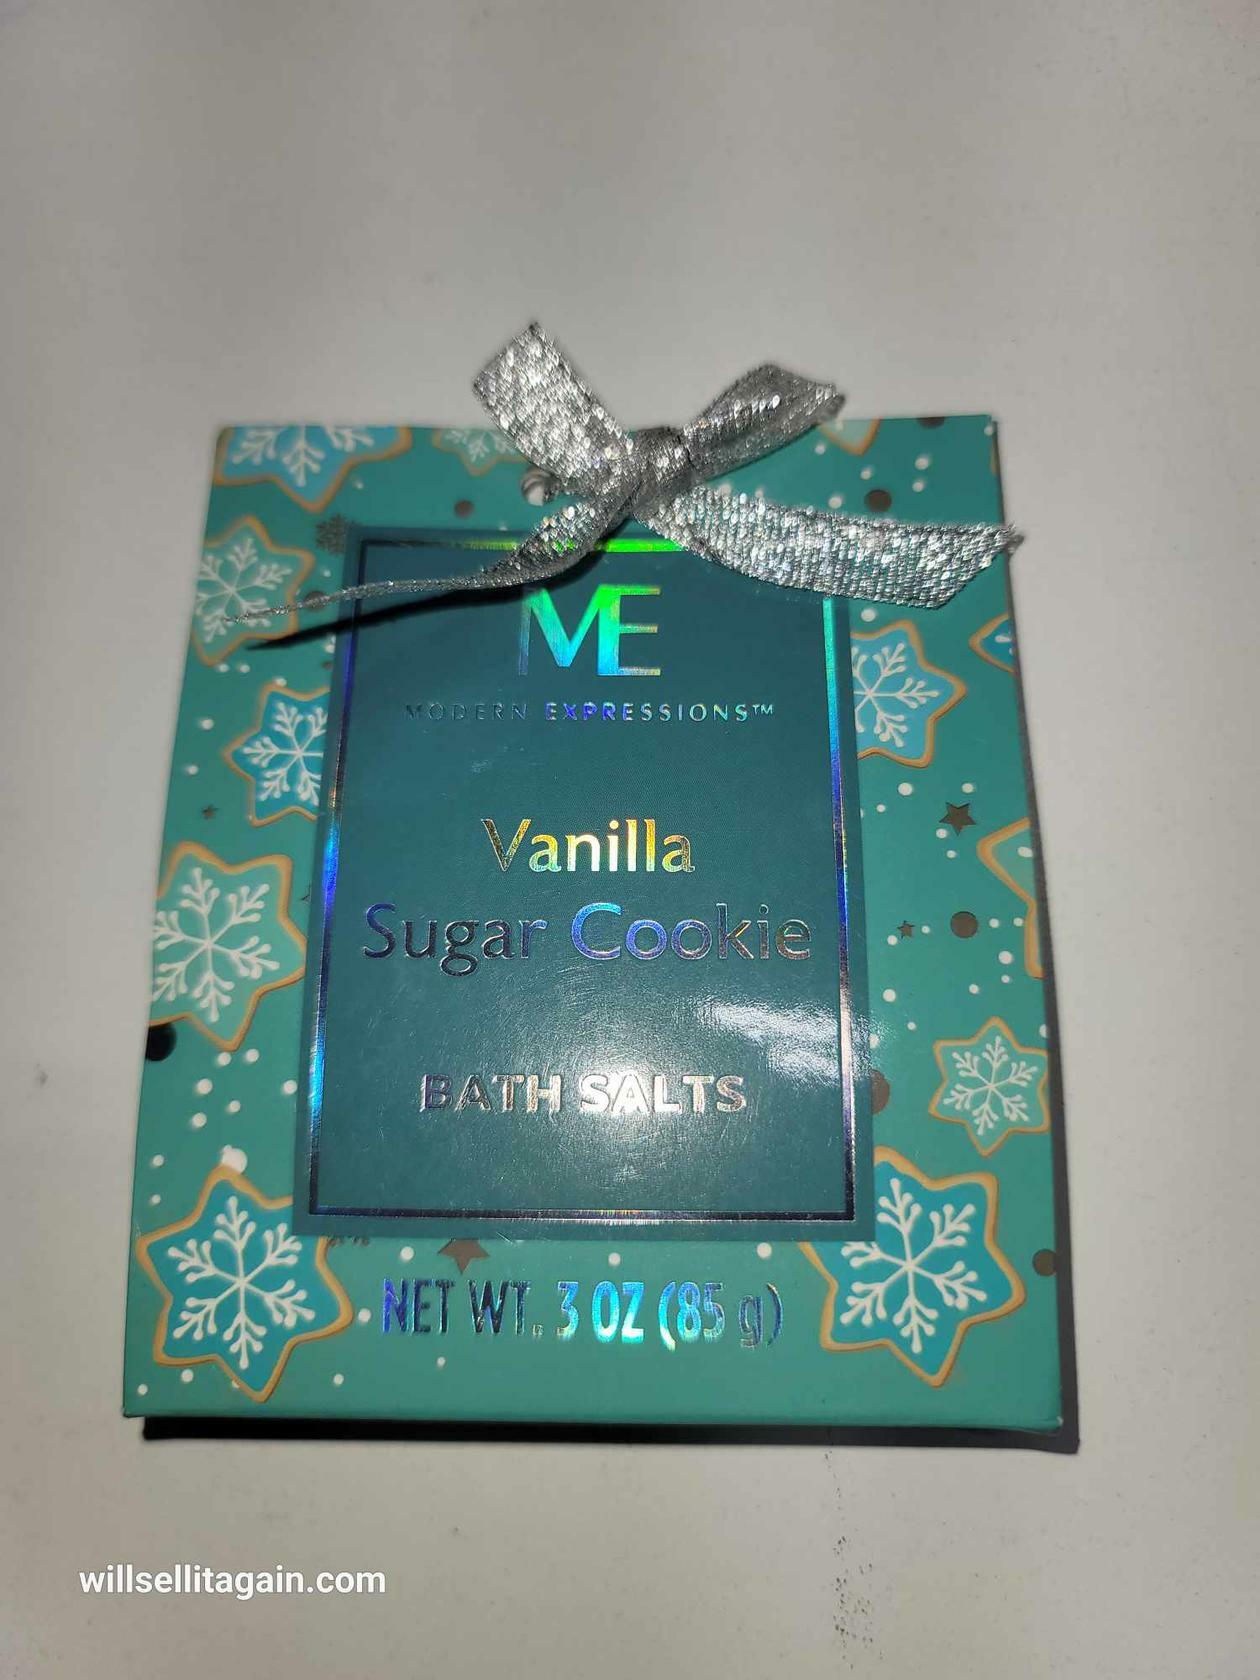 ME
MODERN EXPRESSIONS™
Vanilla
Sugar Cookie
BATH SALTS
NET WT. 3 OZ (85 g)
willsellitagain.com